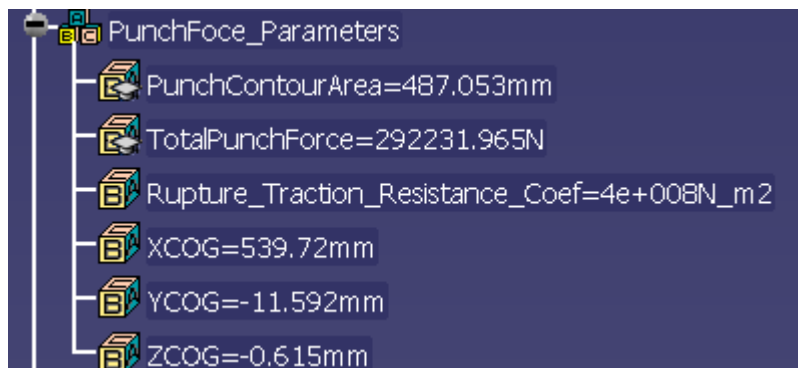 PunchFoce_Parameters
PunchContourArea=487.053mm
TotalPunchForce=292231.965N
Rupture_Traction_Resistance_Coef=4e+008N_m2
XCOG=539.72mm
YCOG=-11.592mm
ZCOG=-0.615mm